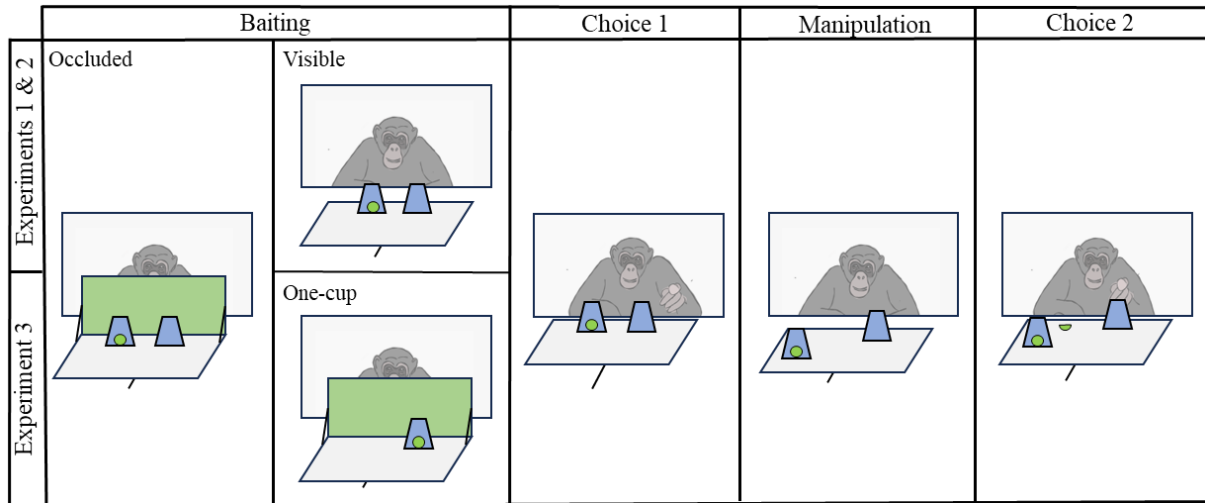 Baiting
Choice 1
Manipulation
Choice 2
Experiments 1 & 2
Occluded
Visible
Experiment 3
One-cup